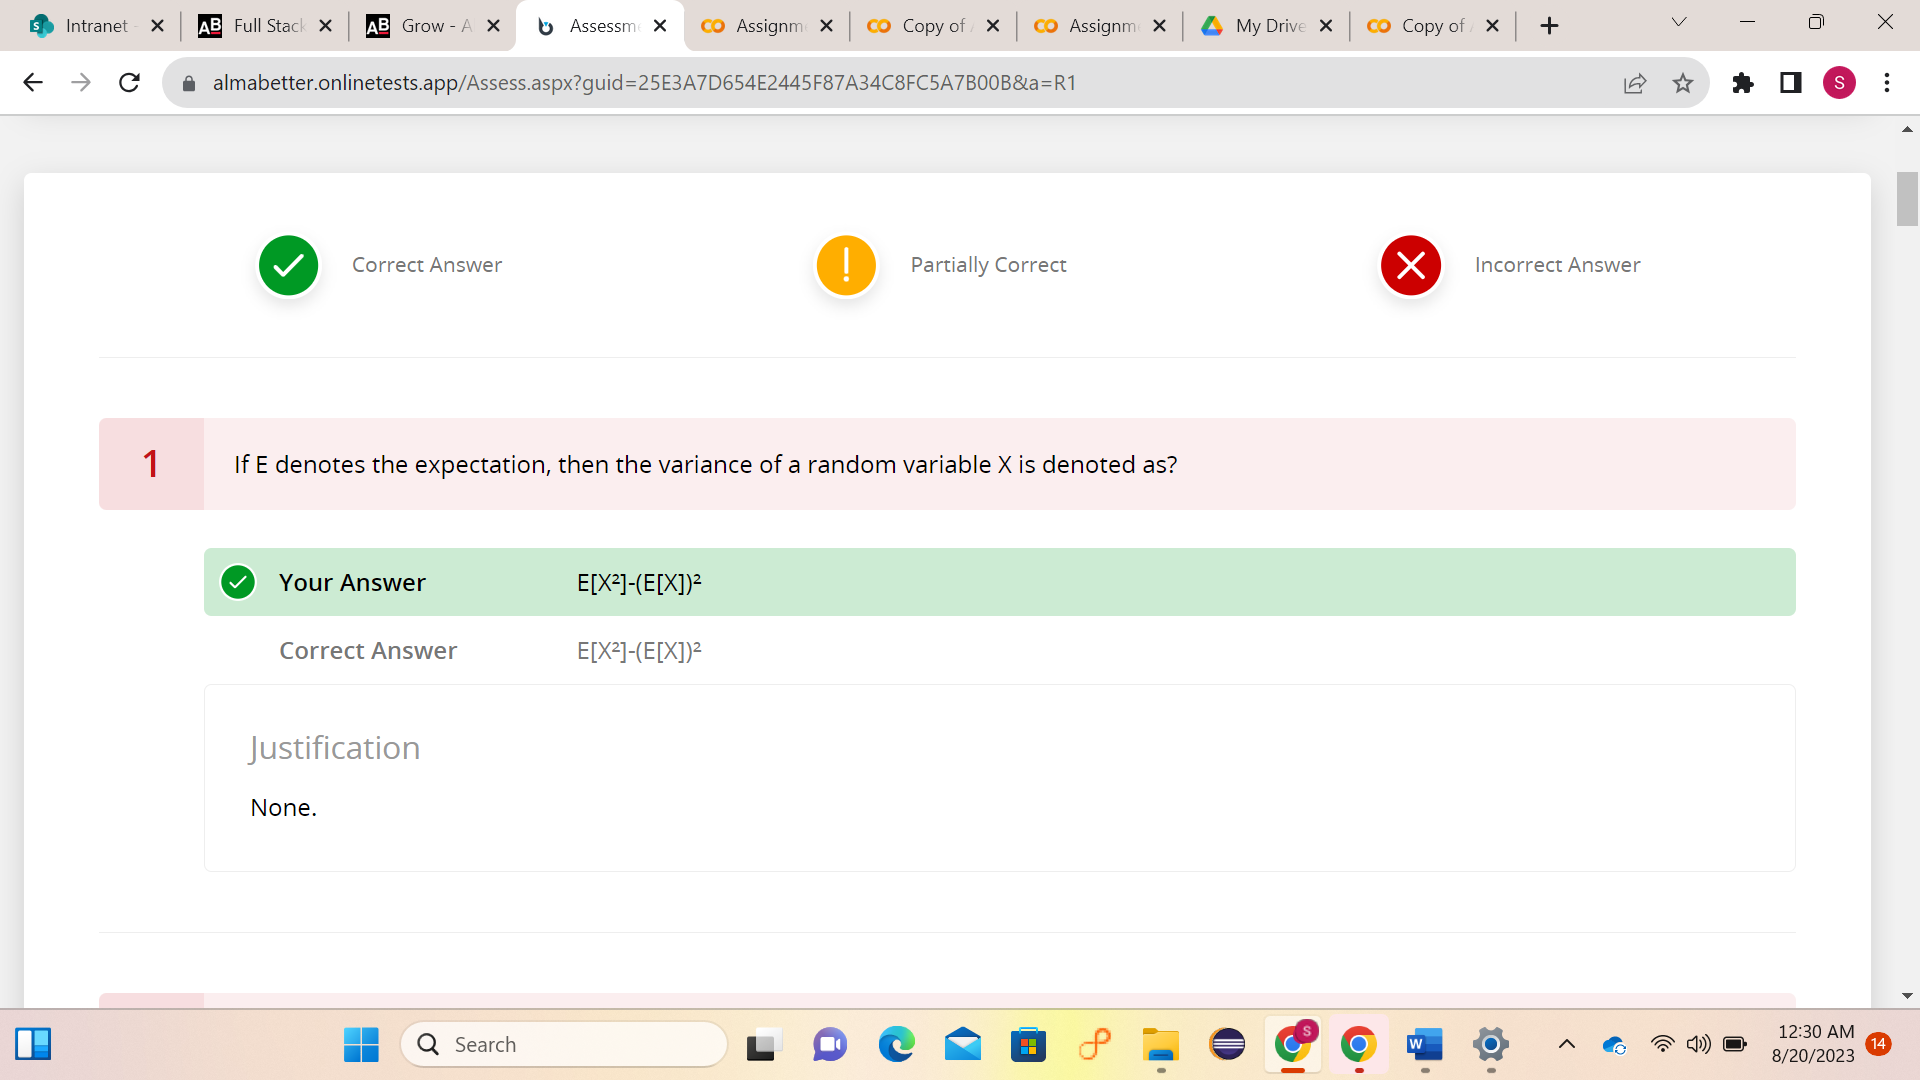 Intranet
Full Stack
Grow - A
Assessm
Assignm
Copy of
Assignm
My Drive
Copy of
almabetter.onlinetests.app/Assess.aspx?guid=25E3A7D654E2445F87A34C8FC5A7B00B&a=R1
S
Correct Answer
Partially Correct
Incorrect Answer
1
If E denotes the expectation, then the variance of a random variable X is denoted as?
Your Answer E[X²]-(E[X])²
Correct Answer E[X²]-(E[X])²
Justification
None.
Search
S
12:30 AM
8/20/2023
14